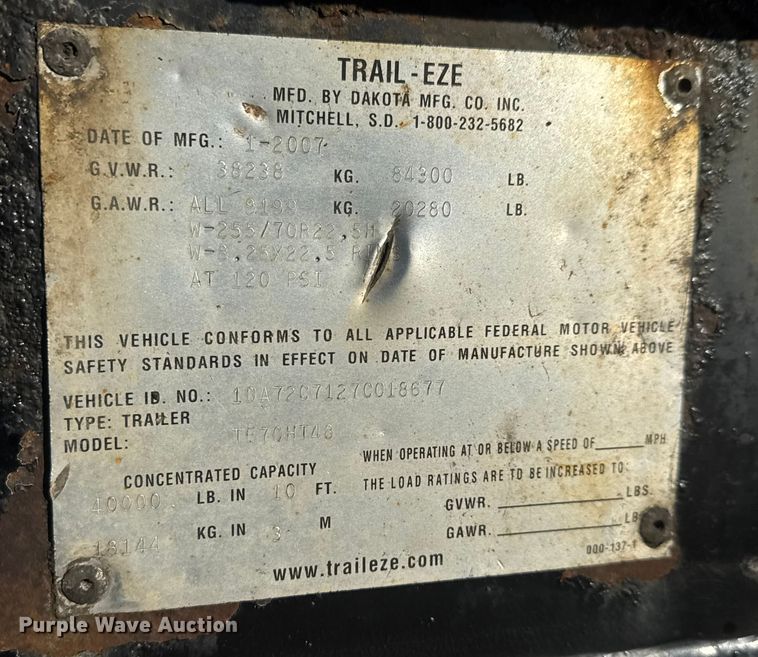 TRAIL-EZE
MFD. BY DAKOTA MFG. CO. INC.
MITCHELL, S.D. 1-800-232-5682
DATE OF MFG.: 1-2007
G.V.W.R.: 38238 KG. 84300 LB.
G.A.W.R.: ALL KG. 20280 LB.
W-255/70R22,5H
22,5
AT 120 PSI
THIS VEHICLE CONFORMS TO ALL APPLICABLE FEDERAL MOTOR VEHICLE
SAFETY STANDARDS IN EFFECT ON DATE OF MANUFACTURE SHOWN ABOVE
VEHICLE ID. NO.: 1DA72C7127C018677
TYPE: TRAILER
MODEL: TE70HT48
WHEN OPERATING AT OR BELOW A SPEED OF ______ MPH
THE LOAD RATINGS ARE TO BE INCREASED TO:
CONCENTRATED CAPACITY
40000 LB. IN 10 FT.
GVWR. ______ LBS.
18144 KG. IN 3 M
GAWR. ______
000-137-1
www.traileze.com
Purple Wave Auction